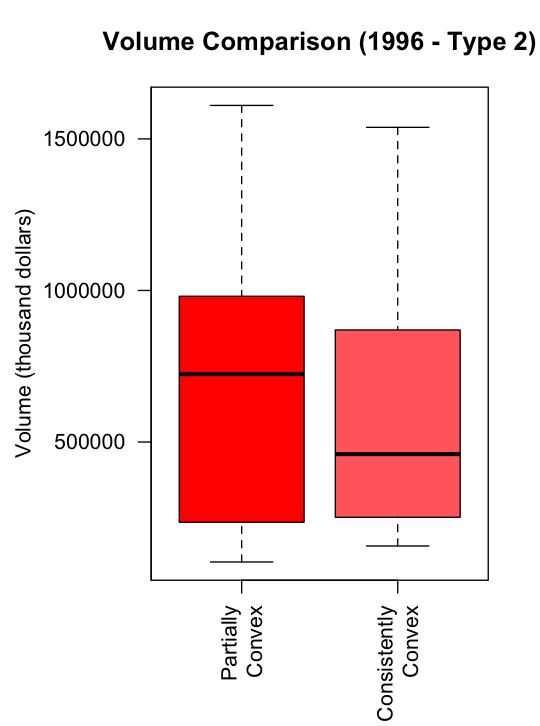 Volume Comparison (1996 - Type 2)
Volume (thousand dollars)
1500000
1000000
500000
Partially
Convex
Consistently
Convex